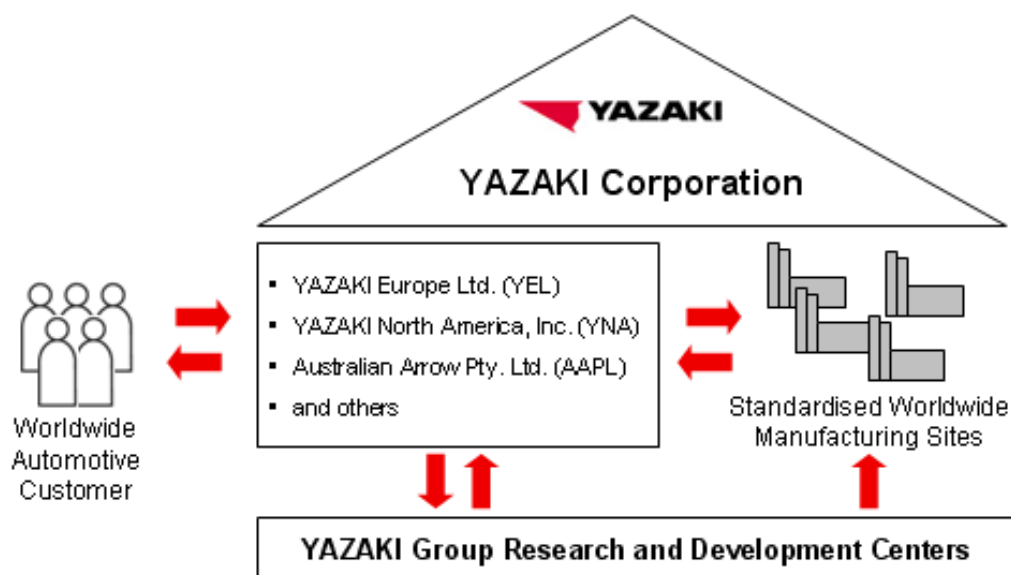 YAZAKI
YAZAKI Corporation
▪ YAZAKI Europe Ltd. (YEL)
▪ YAZAKI North America, Inc. (YNA)
▪ Australian Arrow Pty. Ltd. (AAPL)
▪ and others
Worldwide
Automotive
Customer
Standardised Worldwide
Manufacturing Sites
YAZAKI Group Research and Development Centers